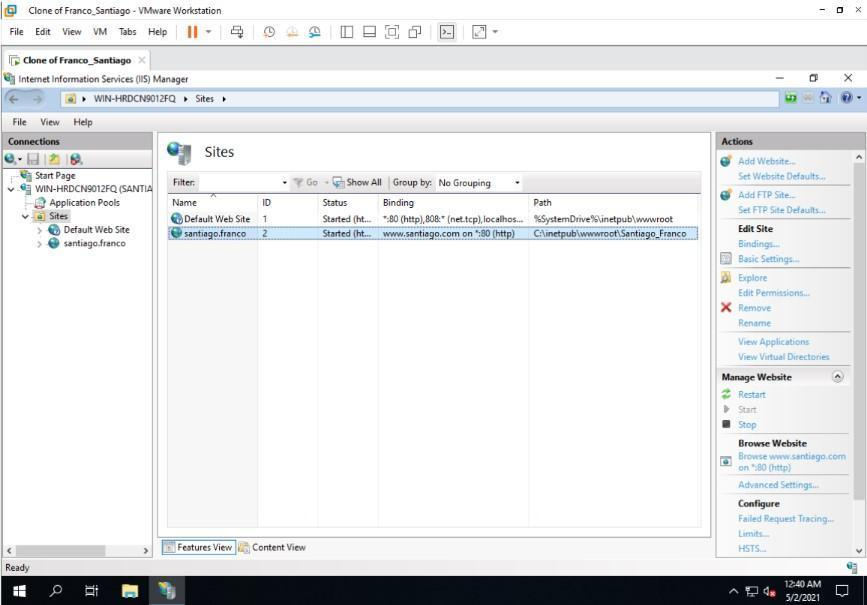 Clone of Franco_Santiago - VMware Workstation
File Edit View VM Tabs Help
Clone of Franco_Santiago
Internet Information Services (IIS) Manager
WIN-HRDCN9012FQ Sites
File View Help
Connections
Start Page
WIN-HRDCN9012FQ (SANTIA
Application Pools
Sites
Default Web Site
santiago.franco
Sites
Filter: Go Show All Group by: No Grouping
Name ID Status Binding Path
Default Web Site 1 Started (ht... *:80 (http),808:* (net.tcp),localhos... %SystemDrive%\inetpub\wwwroot
santiago.franco 2 Started (ht... www.santiago.com on *:80 (http) C:\inetpub\wwwroot\Santiago_Franco
Features View Content View
Actions
Add Website...
Set Website Defaults...
Add FTP Site...
Set FTP Site Defaults...
Edit Site
Bindings...
Basic Settings...
Explore
Edit Permissions...
Remove
Rename
View Applications
View Virtual Directories
Manage Website
Restart
Start
Stop
Browse Website
Browse www.santiago.com
on *:80 (http)
Advanced Settings...
Configure
Failed Request Tracing...
Limits...
HSTS...
Ready
12:40 AM
5/2/2021